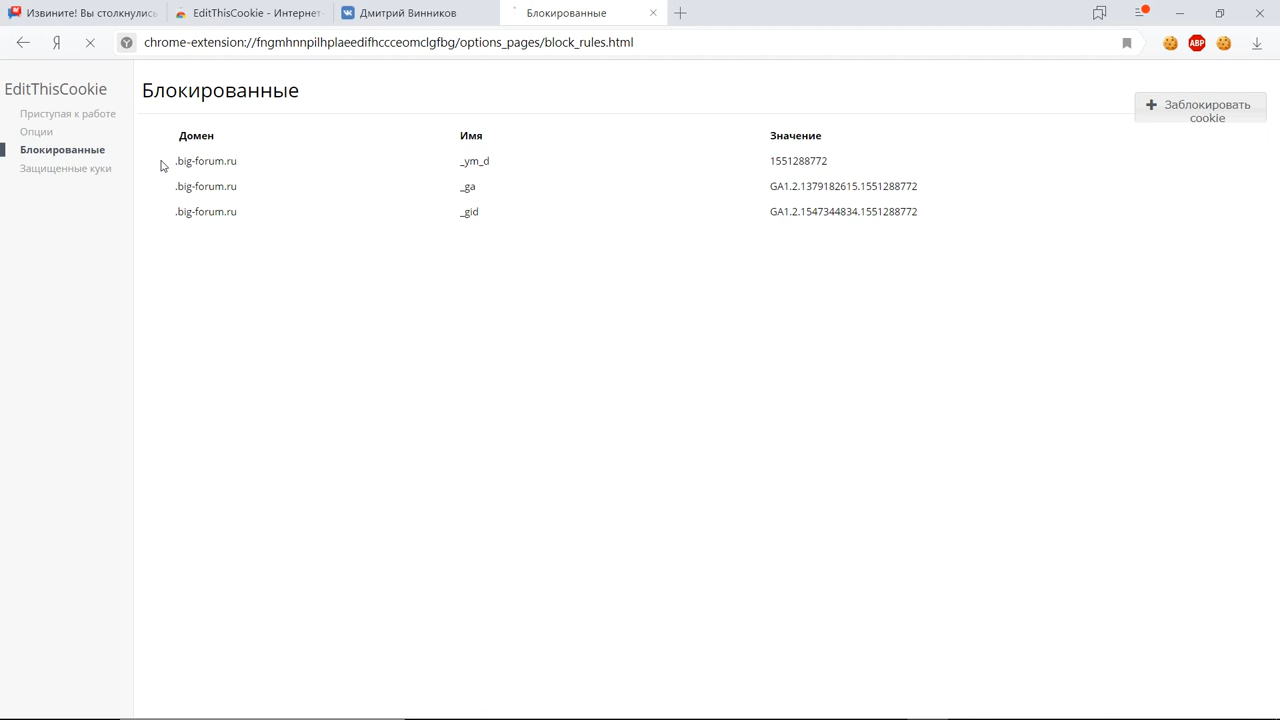 Извините! Вы столкнулись
EditThisCookie - Интернет-
Дмитрий Винников
Блокированные
Я
chrome-extension://fngmhnnpilhplaeedifhccceomclgfbg/options_pages/block_rules.html
ABP
EditThisCookie
Приступая к работе
Опции
Блокированные
Защищенные куки
Блокированные
+ Заблокировать
cookie
Домен Имя Значение
.big-forum.ru _ym_d 1551288772
.big-forum.ru _ga GA1.2.1379182615.1551288772
.big-forum.ru _gid GA1.2.1547344834.1551288772